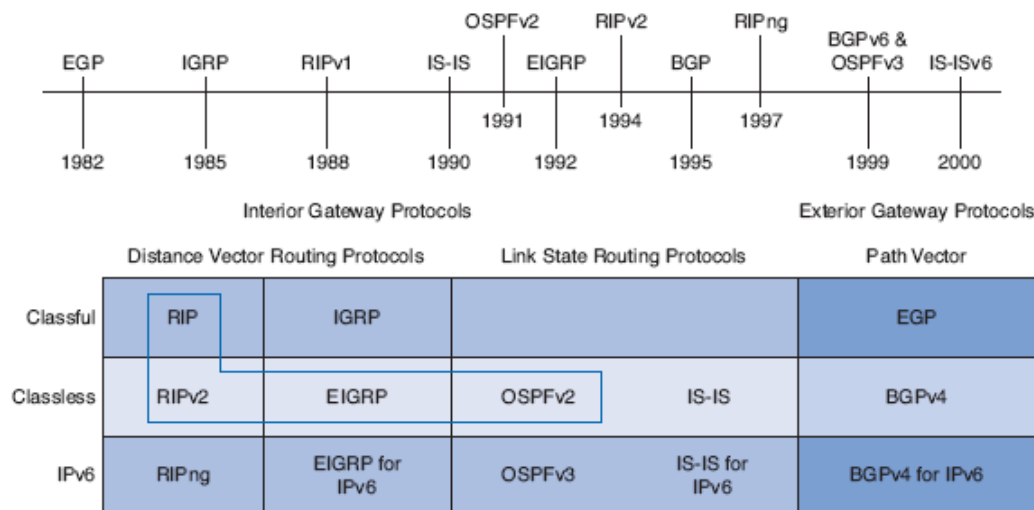 OSPFv2 RIPv2 RIPng
BGPv6 &
EGP IGRP RIPv1 IS-IS EIGRP BGP OSPFv3 IS-ISv6
1991 1994 1997
1982 1985 1988 1990 1992 1995 1999 2000
Interior Gateway Protocols Exterior Gateway Protocols
Distance Vector Routing Protocols Link State Routing Protocols Path Vector
Classful RIP IGRP EGP
Classless RIPv2 EIGRP OSPFv2 IS-IS BGPv4
IPv6 RIPng EIGRP for IPv6 OSPFv3 IS-IS for IPv6 BGPv4 for IPv6